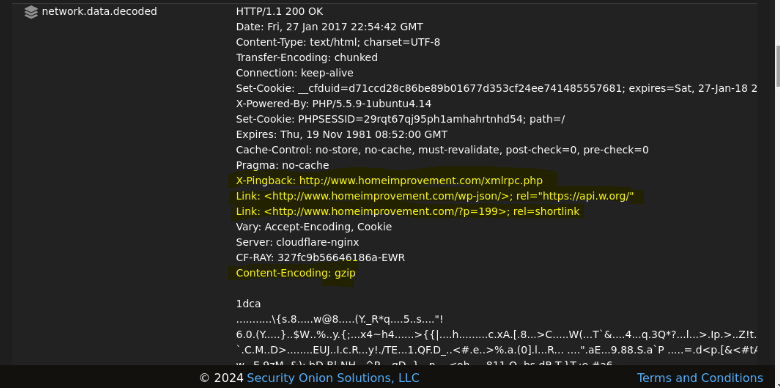 network.data.decoded
HTTP/1.1 200 OK
Date: Fri, 27 Jan 2017 22:54:42 GMT
Content-Type: text/html; charset=UTF-8
Transfer-Encoding: chunked
Connection: keep-alive
Set-Cookie: __cfduid=d71ccd28c86be89b01677d353cf24ee741485557681; expires=Sat, 27-Jan-18 2
X-Powered-By: PHP/5.5.9-1ubuntu4.14
Set-Cookie: PHPSESSID=29rqt67qj95ph1amhahrtnhd54; path=/
Expires: Thu, 19 Nov 1981 08:52:00 GMT
Cache-Control: no-store, no-cache, must-revalidate, post-check=0, pre-check=0
Pragma: no-cache
X-Pingback: http://www.homeimprovement.com/xmlrpc.php
Link: <http://www.homeimprovement.com/wp-json/>; rel="https://api.w.org/"
Link: <http://www.homeimprovement.com/?p=199>; rel=shortlink
Vary: Accept-Encoding, Cookie
Server: cloudflare-nginx
CF-RAY: 327fc9b56646186a-EWR
Content-Encoding: gzip
1dca
...........\{s.8.....w@8.....(Y._R*q....5..s...."!
6.0.(Y....}..$W..%..y.{;...x4~h4......>{{|....h.........c.xA.[.8...>C.....W(...T`&....4...q.3Q*?...l...>.Ip.>..Z!t.
`.C.M..D>........EUJ..I.c.R...y!./TE...1.QF.D_..<#.e..>%.a.(0].l...R... ....".aE...9.88.S.a`P .....=.d<p.[&<#t/
© 2024 Security Onion Solutions, LLC
Terms and Conditions